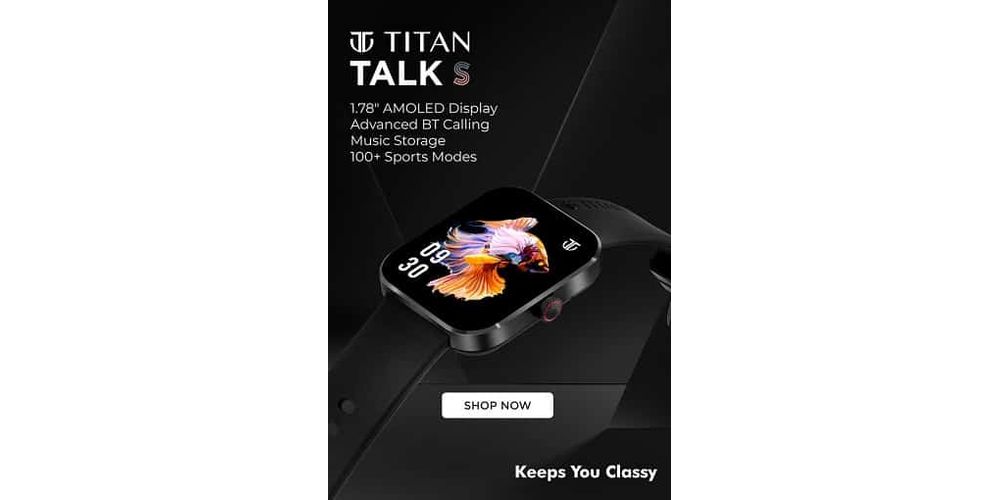 TITAN
TALK S
1.78" AMOLED Display
Advanced BT Calling
Music Storage
100+ Sports Modes
09
30
SHOP NOW
Keeps You Classy